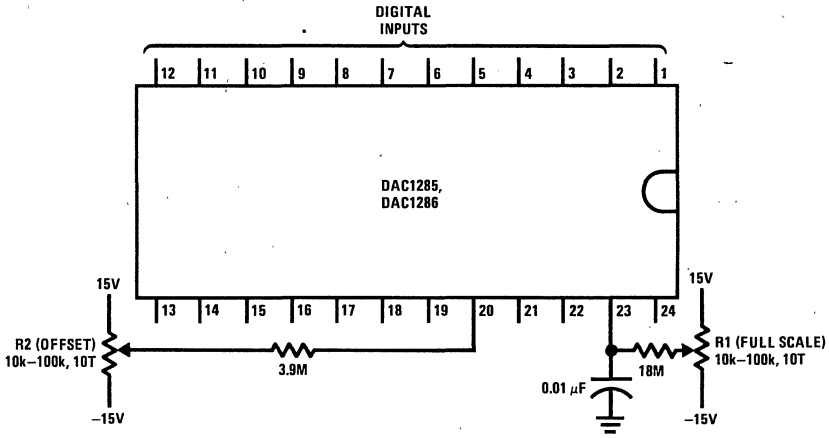 DIGITAL
INPUTS
12 11 10 9 8 7 6 5 4 3 2 1
DAC1285,
DAC1286
13 14 15 16 17 18 19 20 21 22 23 24
15V
R2 (OFFSET)
10k–100k, 10T
–15V
3.9M
0.01 µF
18M
15V
R1 (FULL SCALE)
10k–100k, 10T
–15V